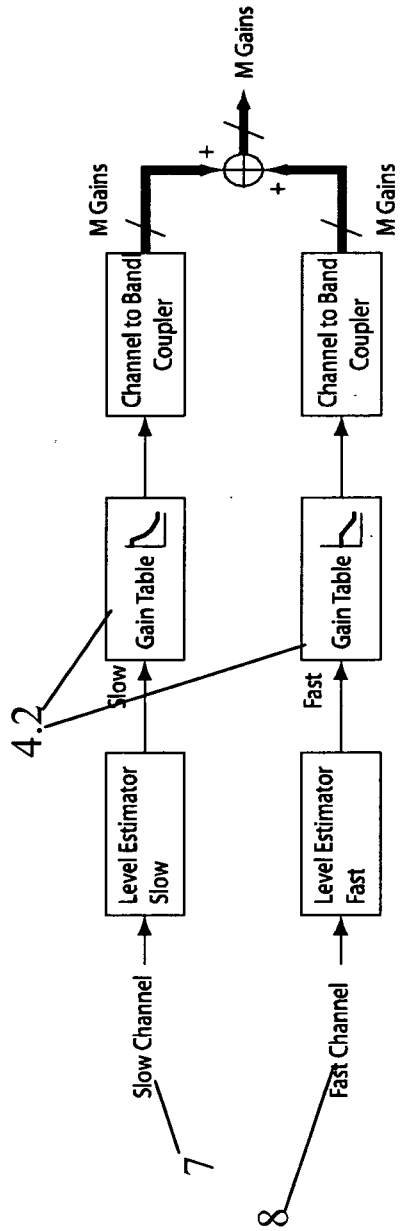 4.2
7
Slow Channel
Level Estimator
Slow
Slow
Gain Table
Channel to Band
Coupler
M Gains
+
M Gains
+
8
Fast Channel
Level Estimator
Fast
Fast
Gain Table
Channel to Band
Coupler
M Gains